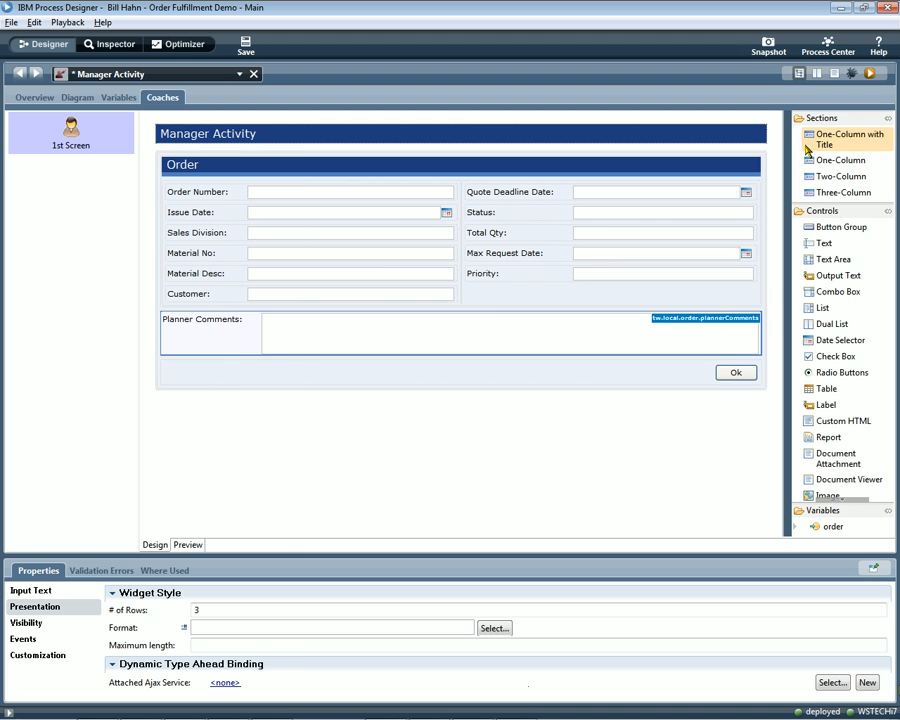 IBM Process Designer - Bill Hahn - Order Fulfillment Demo - Main
File Edit Playback Help
Designer Inspector Optimizer Save Snapshot Process Center Help
* Manager Activity
Overview Diagram Variables Coaches
1st Screen
Manager Activity
Order
Order Number: Quote Deadline Date:
Issue Date: Status:
Sales Division: Total Qty:
Material No: Max Request Date:
Material Desc: Priority:
Customer:
Planner Comments: tw.local.order.plannerComments
Ok
Design Preview
Sections
One-Column with
Title
One-Column
Two-Column
Three-Column
Controls
Button Group
Text
Text Area
Output Text
Combo Box
List
Dual List
Date Selector
Check Box
Radio Buttons
Table
Label
Custom HTML
Report
Document
Attachment
Document Viewer
Image
Variables
order
Properties Validation Errors Where Used
Input Text
Presentation
Visibility
Events
Customization
Widget Style
# of Rows: 3
Format: Select...
Maximum length:
Dynamic Type Ahead Binding
Attached Ajax Service: <none> Select... New
deployed WSTECHi7